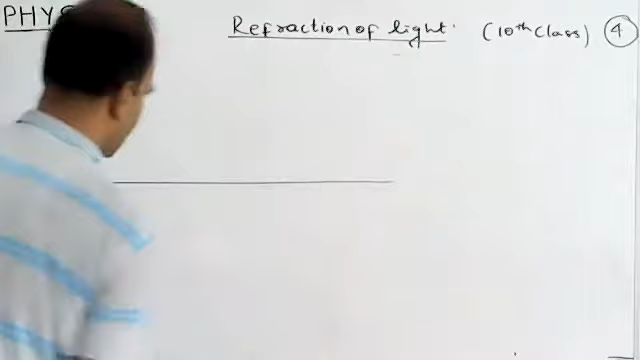 PHYS
Refraction of light. (10th Class) 4